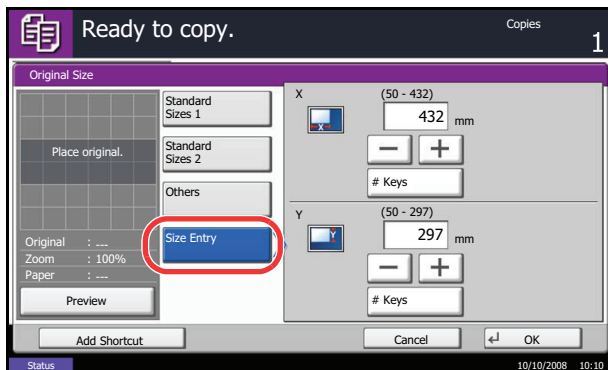 Ready to copy.
Copies
1
Original Size
Place original.
Original : ---
Zoom : 100%
Paper : ---
Preview
Standard
Sizes 1
Standard
Sizes 2
Others
Size Entry
X
(50 - 432)
X
432 mm
− +
# Keys
Y
(50 - 297)
Y
297 mm
− +
# Keys
Add Shortcut
Cancel
OK
Status
10/10/2008 10:10